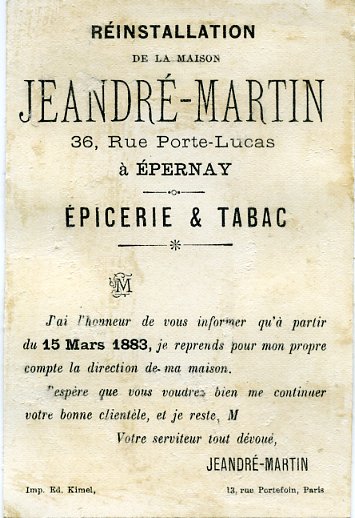 RÉINSTALLATION
DE LA MAISON
JEANDRÉ-MARTIN
36, Rue Porte-Lucas
à ÉPERNAY
ÉPICERIE & TABAC
M
J'ai l'honneur de vous informer qu'à partir
du 15 Mars 1883, je reprends pour mon propre
compte la direction de ma maison.
J'espère que vous voudrez bien me continuer
votre bonne clientèle, et je reste, M
Votre serviteur tout dévoué,
JEANDRÉ-MARTIN
Imp. Ed. Kimel, 13, rue Portefoin, Paris